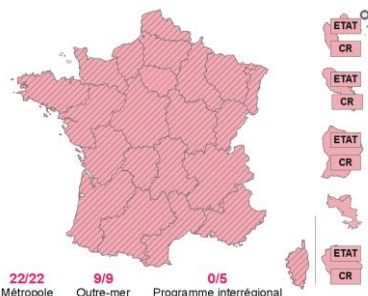 ETAT
CR
ETAT
CR
ETAT
CR
ETAT
CR
22/22 9/9 0/5
Métropole Outre-mer Programme interrégional